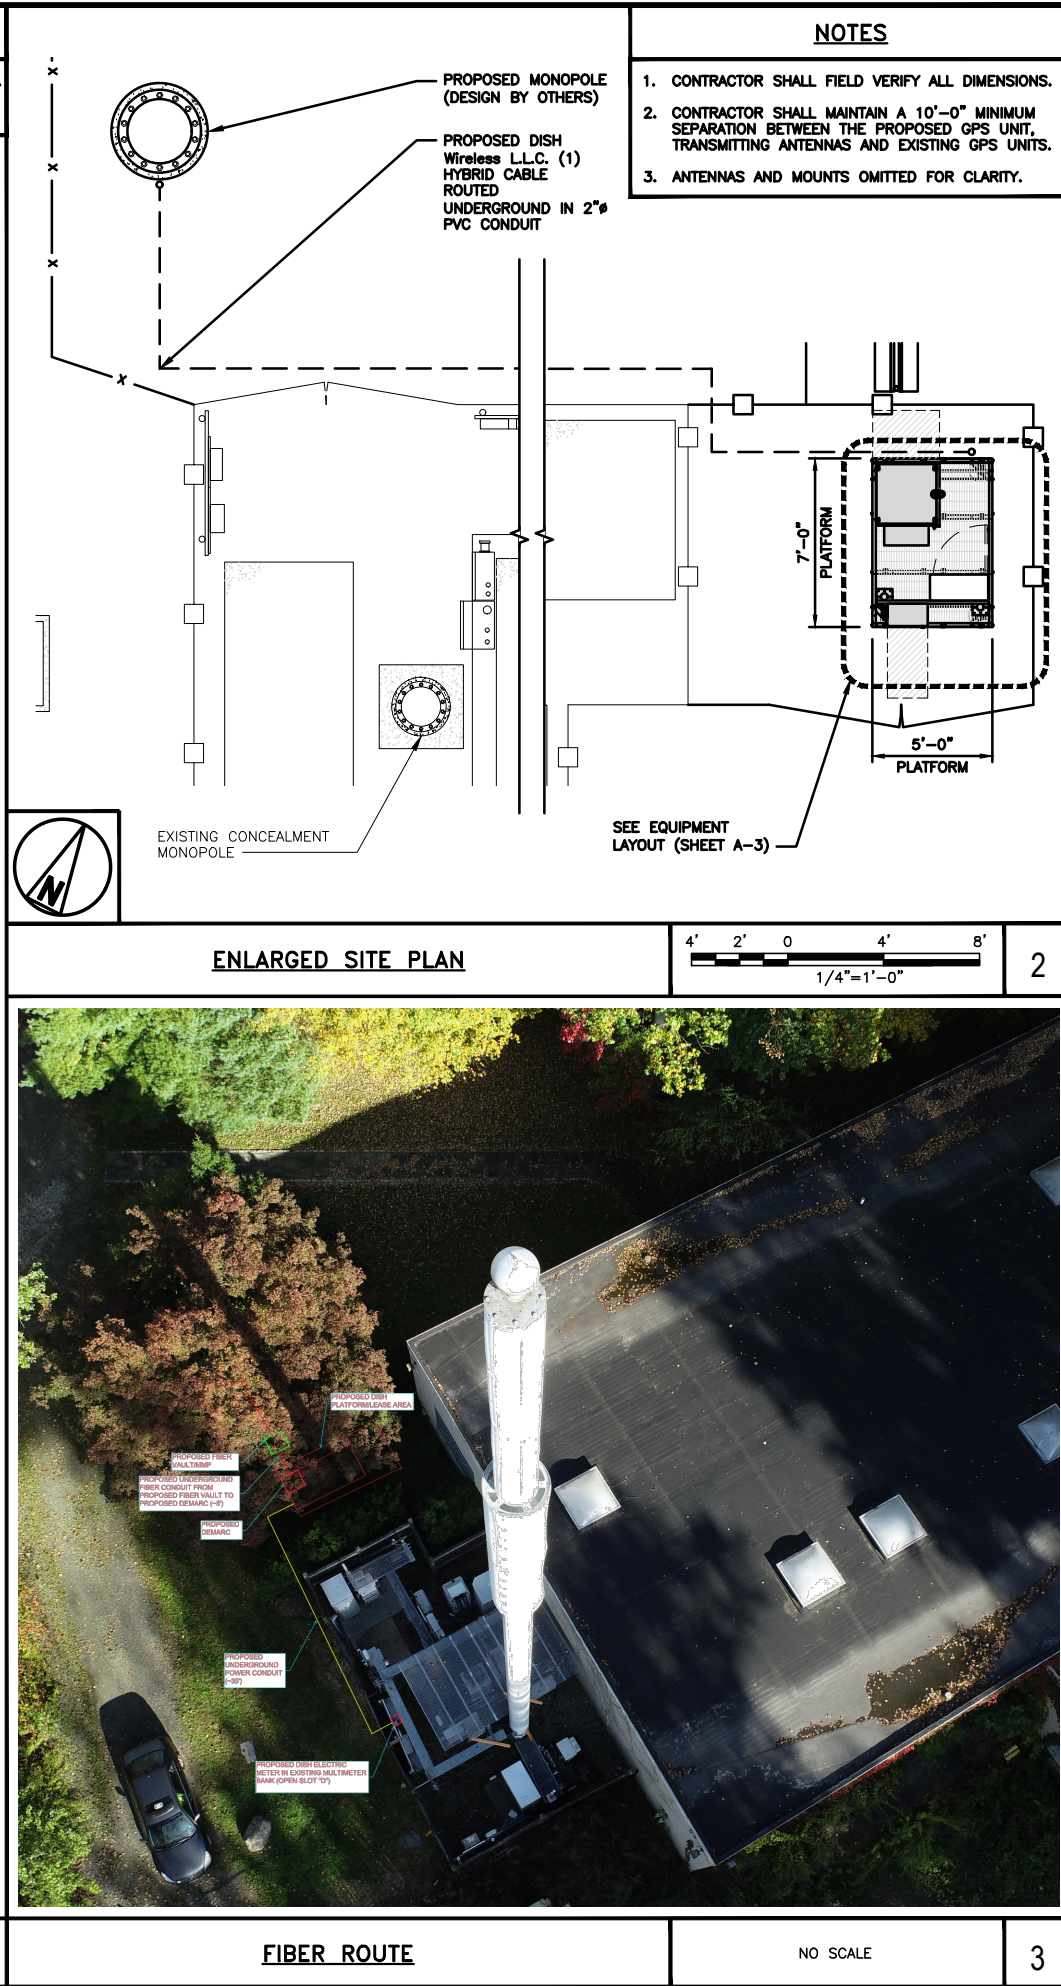 NOTES
1. CONTRACTOR SHALL FIELD VERIFY ALL DIMENSIONS.
2. CONTRACTOR SHALL MAINTAIN A 10'-0" MINIMUM
SEPARATION BETWEEN THE PROPOSED GPS UNIT,
TRANSMITTING ANTENNAS AND EXISTING GPS UNITS.
3. ANTENNAS AND MOUNTS OMITTED FOR CLARITY.
PROPOSED MONOPOLE
(DESIGN BY OTHERS)
PROPOSED DISH
Wireless L.L.C. (1)
HYBRID CABLE
ROUTED
UNDERGROUND IN 2"ø
PVC CONDUIT
X
X
X
X
7'-0"
PLATFORM
5'-0"
PLATFORM
EXISTING CONCEALMENT
MONOPOLE
SEE EQUIPMENT
LAYOUT (SHEET A-3)
N
ENLARGED SITE PLAN
4' 2' 0 4' 8'
1/4"=1'-0"
2
PROPOSED DISH
PLATFORM/LEASE AREA
PROPOSED FIBER
VAULT/MMP
PROPOSED UNDERGROUND
FIBER CONDUIT FROM
PROPOSED FIBER VAULT TO
PROPOSED DEMARC (~5')
PROPOSED
DEMARC
PROPOSED
UNDERGROUND
POWER CONDUIT
(~35')
PROPOSED DISH ELECTRIC
METER IN EXISTING MULTIMETER
BANK (OPEN SLOT "D")
FIBER ROUTE
NO SCALE
3